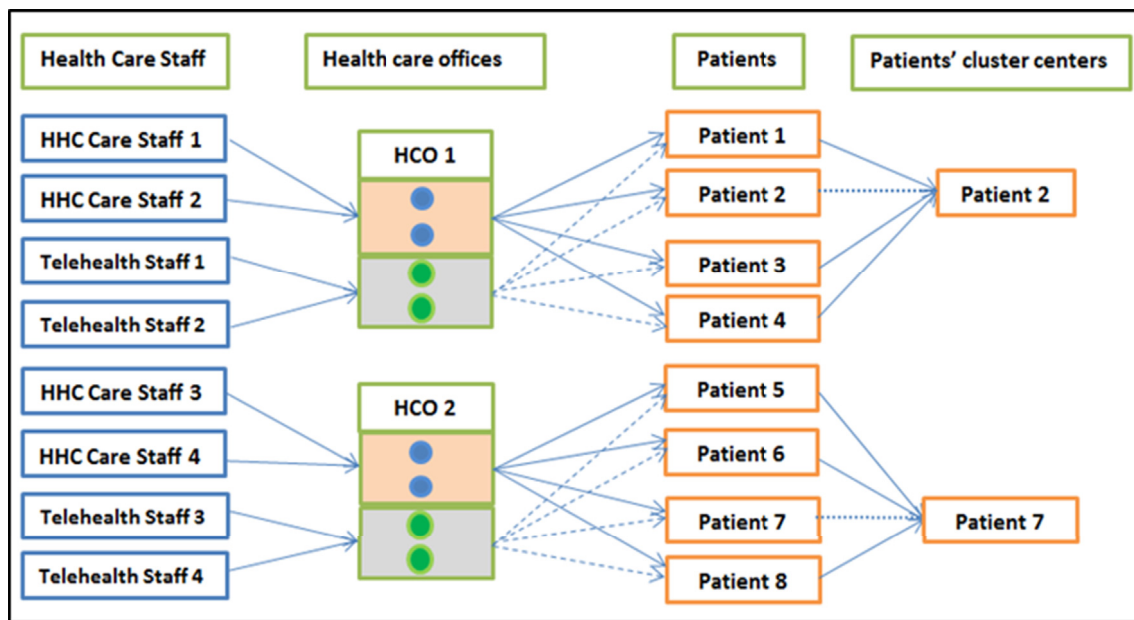 Health Care Staff
Health care offices
Patients
Patients' cluster centers
HHC Care Staff 1
HHC Care Staff 2
Telehealth Staff 1
Telehealth Staff 2
HCO 1
Patient 1
Patient 2
Patient 3
Patient 4
Patient 2
HHC Care Staff 3
HHC Care Staff 4
Telehealth Staff 3
Telehealth Staff 4
HCO 2
Patient 5
Patient 6
Patient 7
Patient 8
Patient 7